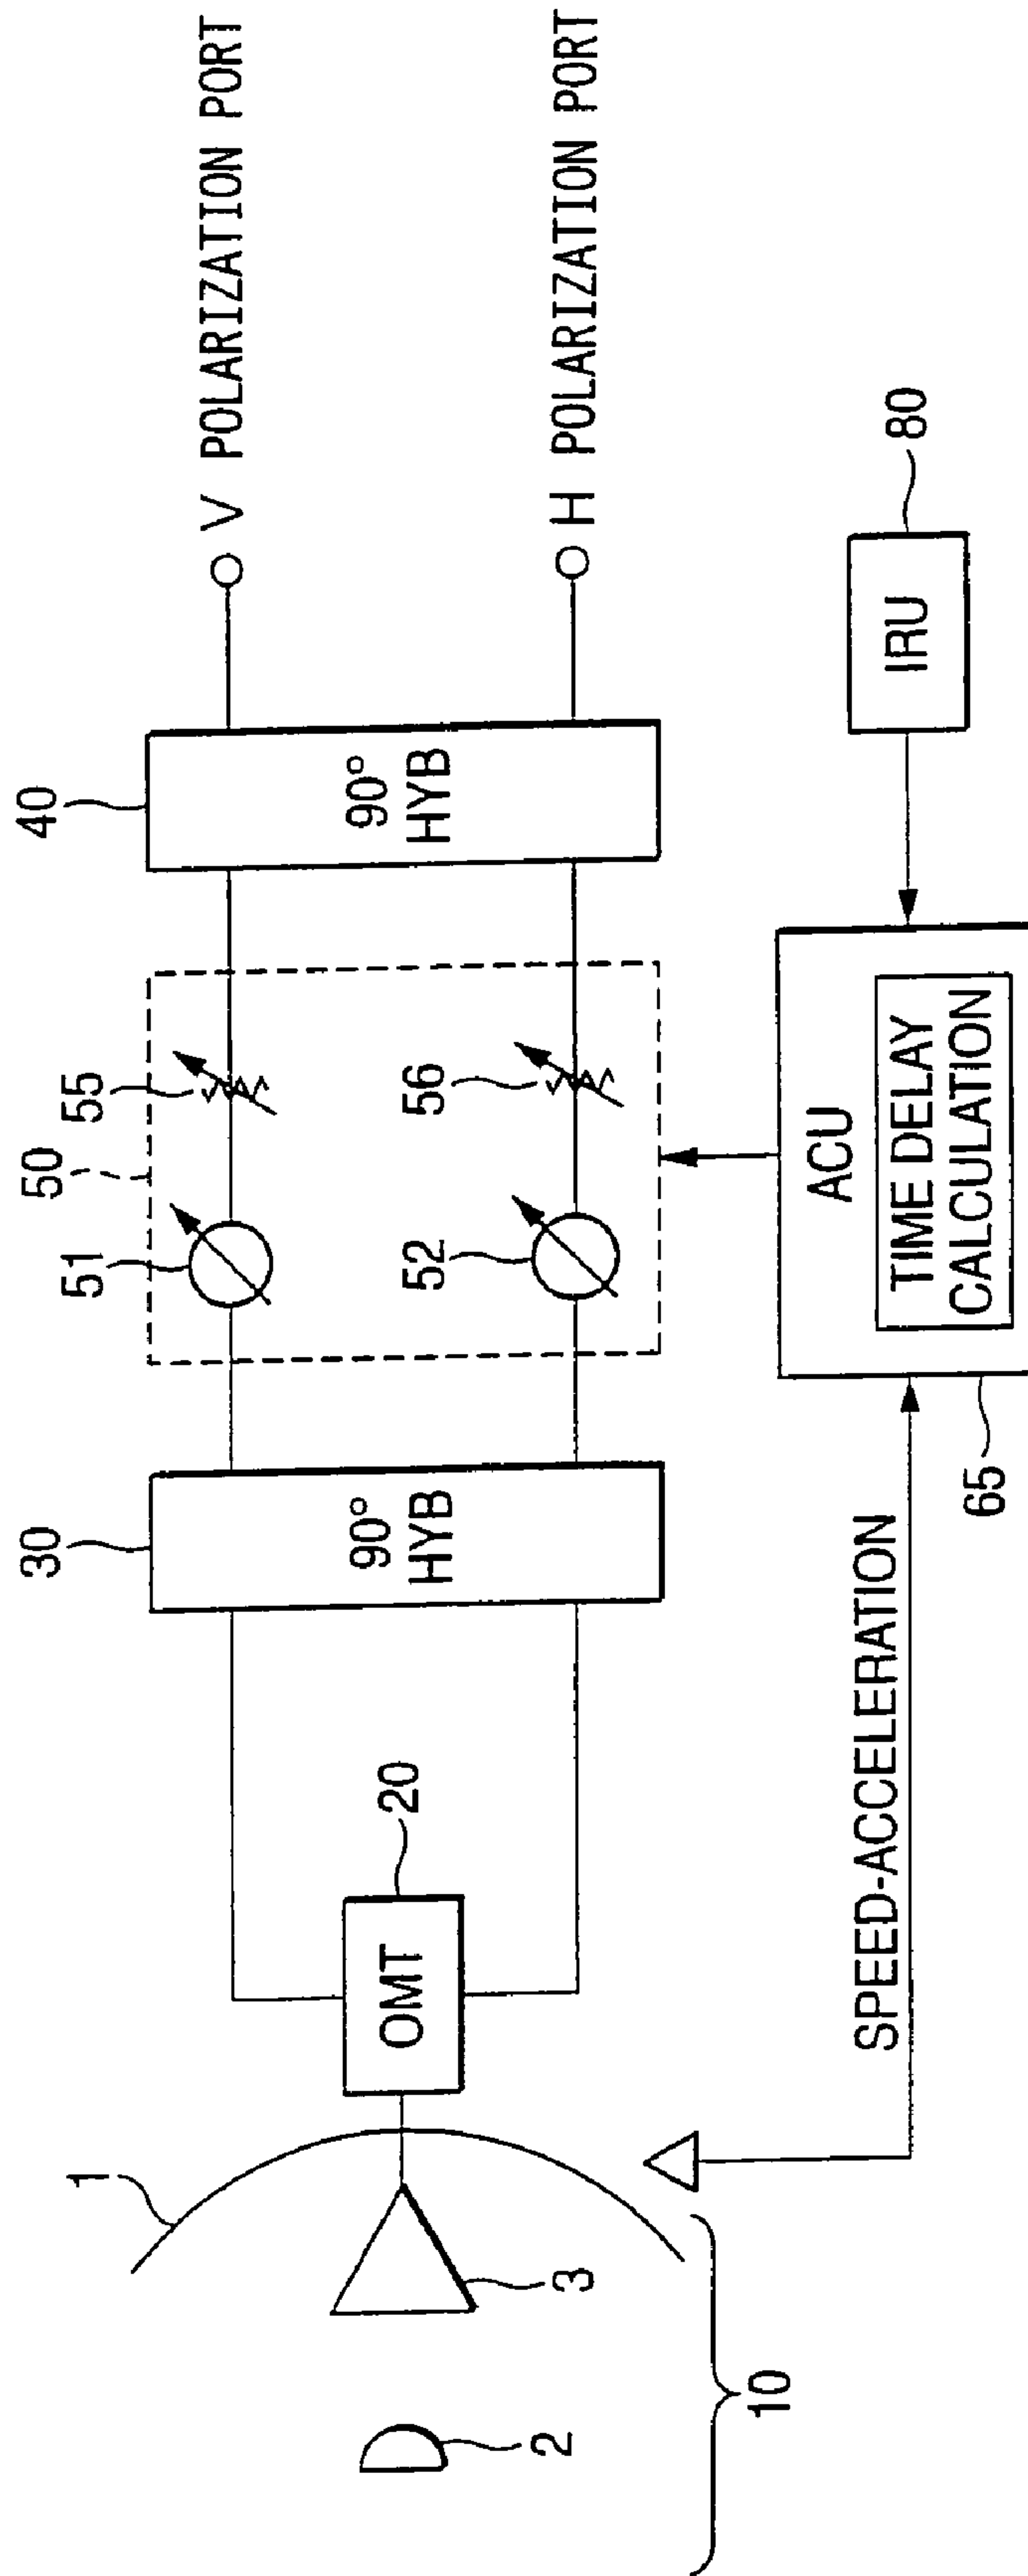 1
2
3
10
OMT
20
30
90°
HYB
50
51
55
52
56
40
90°
HYB
V POLARIZATION PORT
H POLARIZATION PORT
SPEED-ACCELERATION
65
ACU
TIME DELAY
CALCULATION
IRU
80